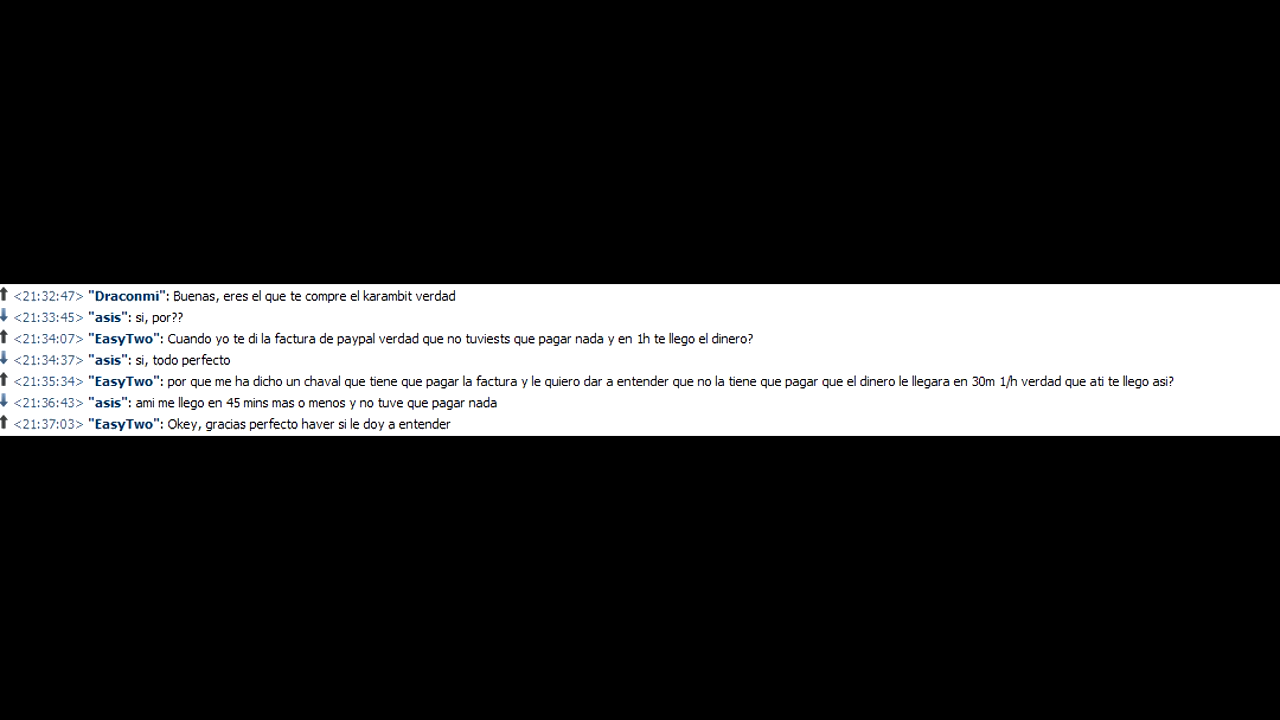 <21:32:47> "Draconmi": Buenas, eres el que te compre el karambit verdad
<21:33:45> "asis": si, por??
<21:34:07> "EasyTwo": Cuando yo te di la factura de paypal verdad que no tuviests que pagar nada y en 1h te llego el dinero?
<21:34:37> "asis": si, todo perfecto
<21:35:34> "EasyTwo": por que me ha dicho un chaval que tiene que pagar la factura y le quiero dar a entender que no la tiene que pagar que el dinero le llegara en 30m 1/h verdad que ati te llego asi?
<21:36:43> "asis": ami me llego en 45 mins mas o menos y no tuve que pagar nada
<21:37:03> "EasyTwo": Okey, gracias perfecto haver si le doy a entender